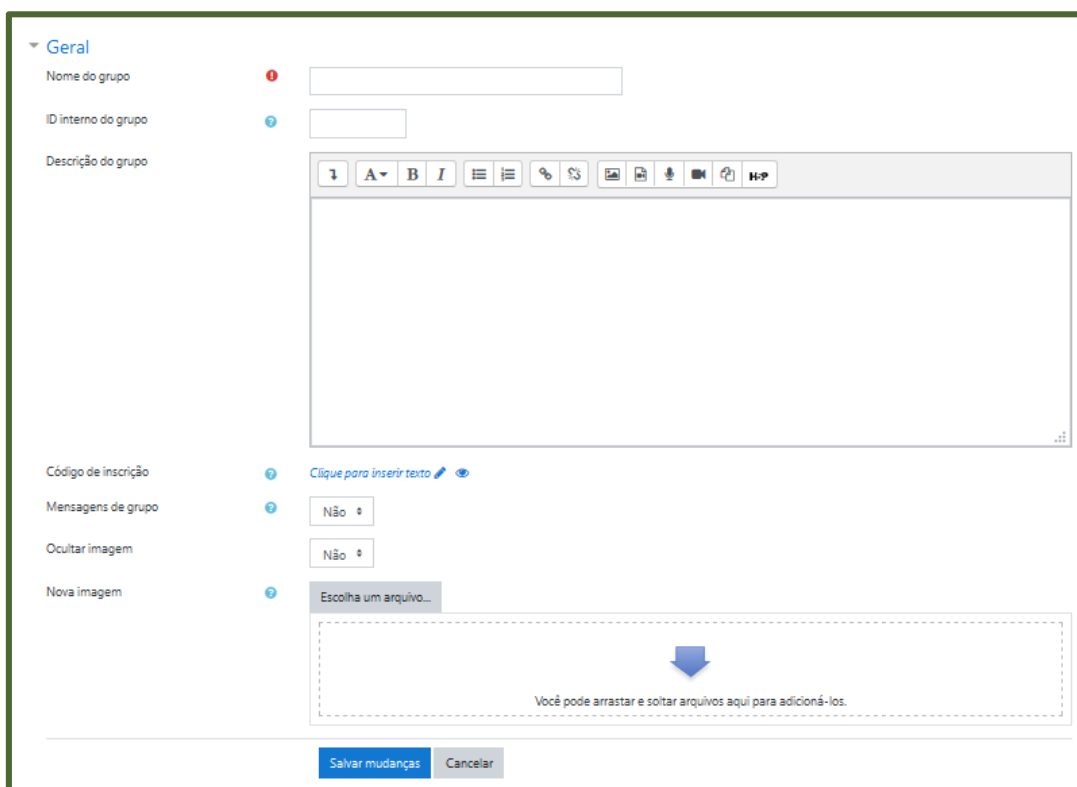 Geral
Nome do grupo
ID interno do grupo
Descrição do grupo
A B I H-P
Código de inscrição Clique para inserir texto
Mensagens de grupo Não
Ocultar imagem Não
Nova imagem Escolha um arquivo...
Você pode arrastar e soltar arquivos aqui para adicioná-los.
Salvar mudanças Cancelar